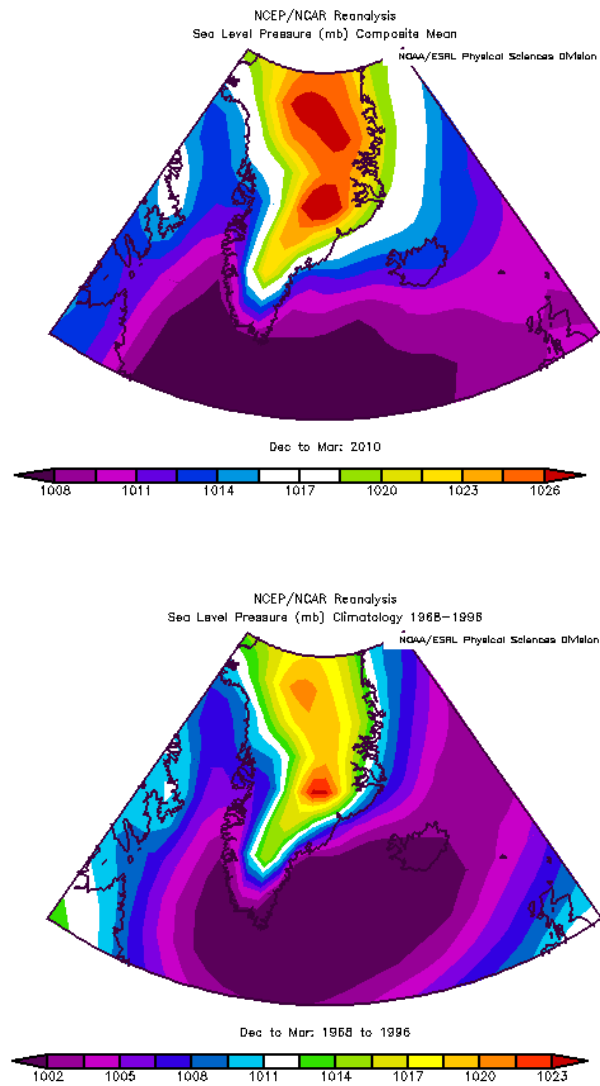 NCEP/NCAR Reanalysis
Sea Level Pressure (mb) Composite Mean
NOAA/ESRL Physical Sciences Division
Dec to Mar: 2010
1008 1011 1014 1017 1020 1023 1026
NCEP/NCAR Reanalysis
Sea Level Pressure (mb) Climatology 1968-1996
NOAA/ESRL Physical Sciences Division
Dec to Mar: 1968 to 1996
1002 1005 1008 1011 1014 1017 1020 1023